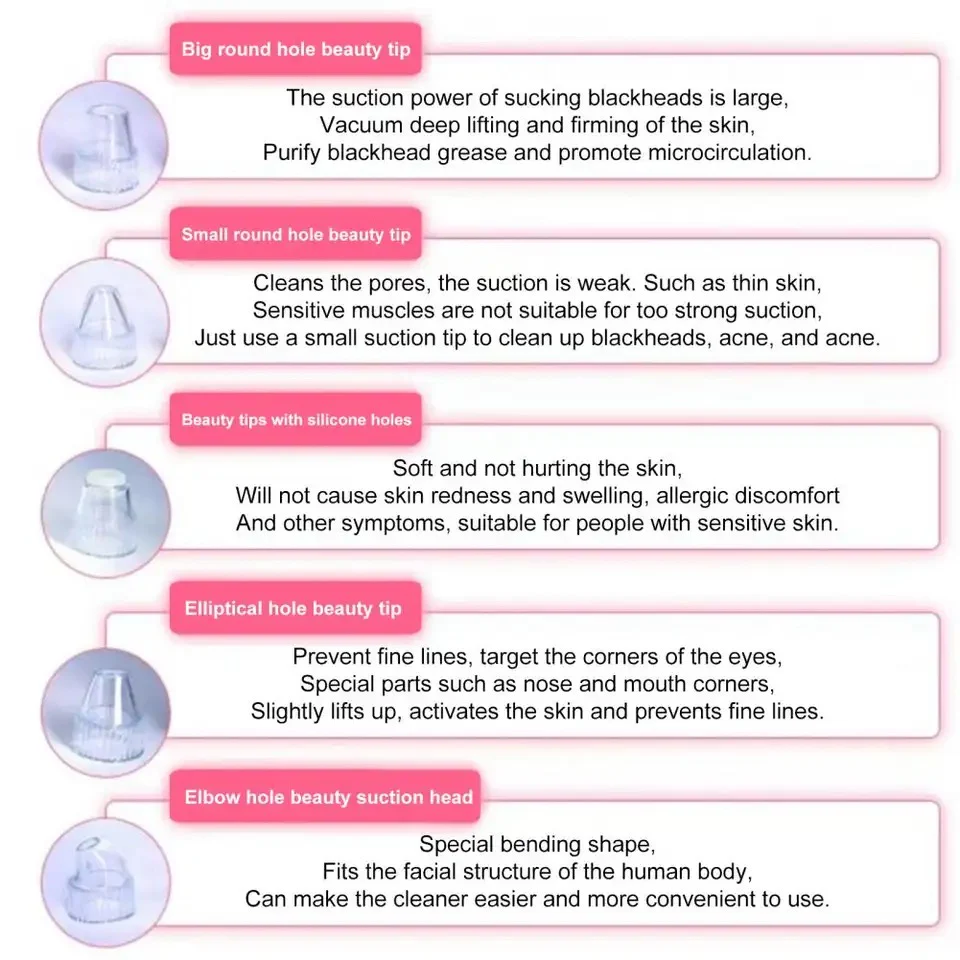 Big round hole beauty tip
The suction power of sucking blackheads is large,
Vacuum deep lifting and firming of the skin,
Purify blackhead grease and promote microcirculation.
Small round hole beauty tip
Cleans the pores, the suction is weak. Such as thin skin,
Sensitive muscles are not suitable for too strong suction,
Just use a small suction tip to clean up blackheads, acne, and acne.
Beauty tips with silicone holes
Soft and not hurting the skin,
Will not cause skin redness and swelling, allergic discomfort
And other symptoms, suitable for people with sensitive skin.
Elliptical hole beauty tip
Prevent fine lines, target the corners of the eyes,
Special parts such as nose and mouth corners,
Slightly lifts up, activates the skin and prevents fine lines.
Elbow hole beauty suction head
Special bending shape,
Fits the facial structure of the human body,
Can make the cleaner easier and more convenient to use.